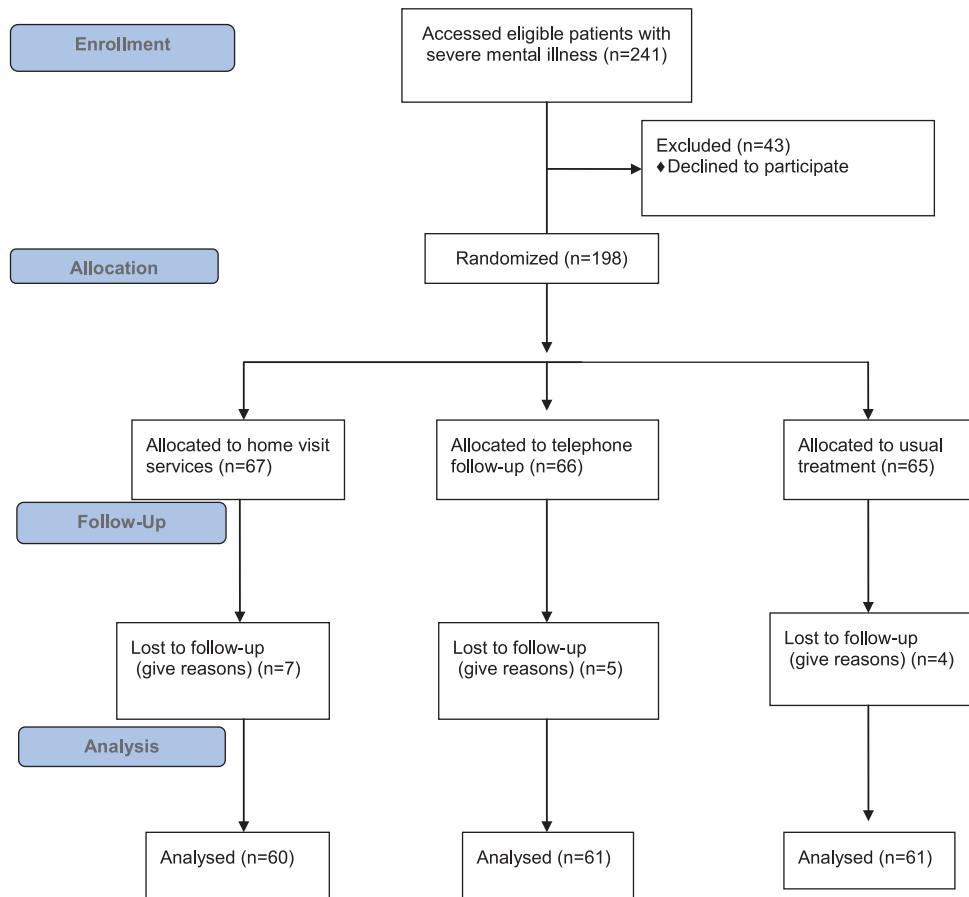 Enrollment
Accessed eligible patients with
severe mental illness (n=241)
Excluded (n=43)
♦Declined to participate
Allocation
Randomized (n=198)
Allocated to home visit
services (n=67)
Allocated to telephone
follow-up (n=66)
Allocated to usual
treatment (n=65)
Follow-Up
Lost to follow-up
(give reasons) (n=7)
Lost to follow-up
(give reasons) (n=5)
Lost to follow-up
(give reasons) (n=4)
Analysis
Analysed (n=60)
Analysed (n=61)
Analysed (n=61)